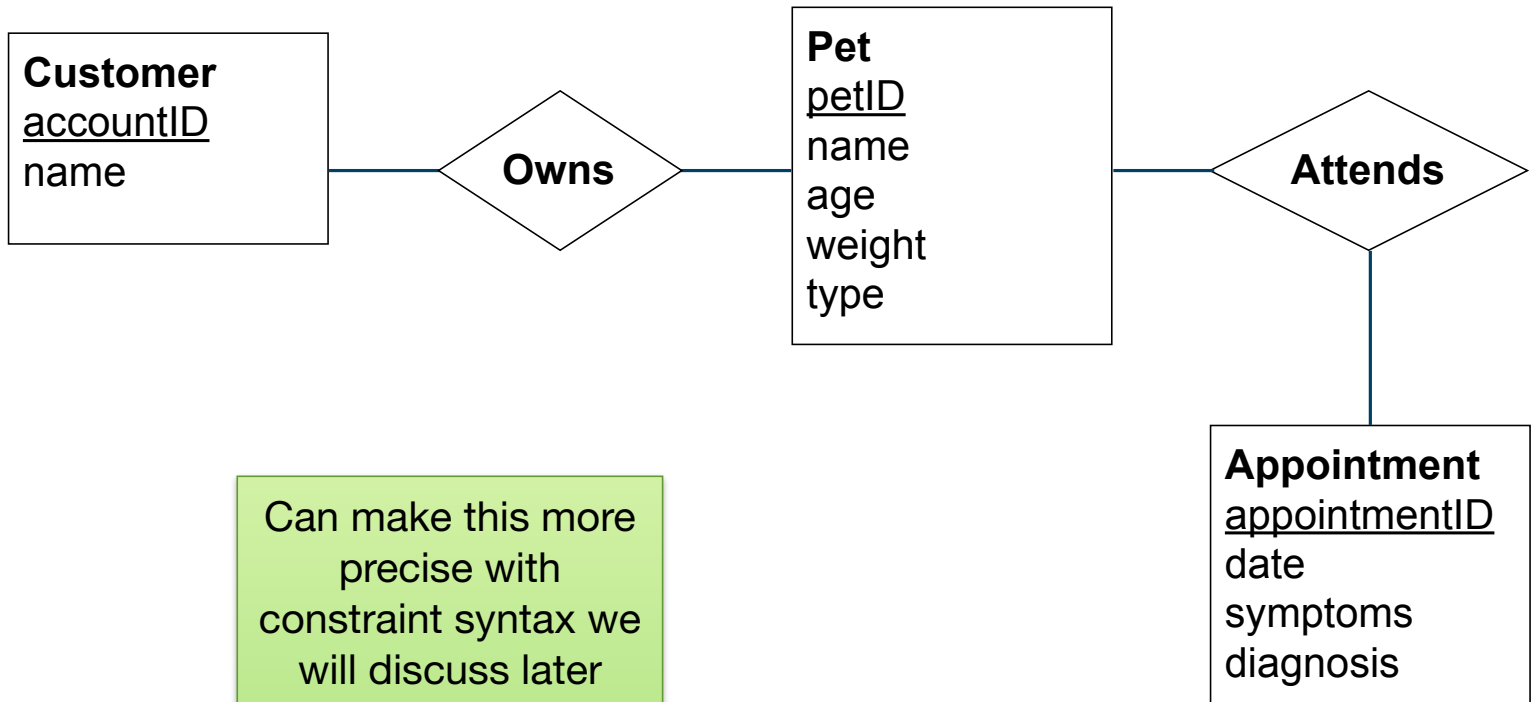 Customer
accountID
name
Owns
Pet
petID
name
age
weight
type
Attends
Appointment
appointmentID
date
symptoms
diagnosis
Can make this more
precise with
constraint syntax we
will discuss later